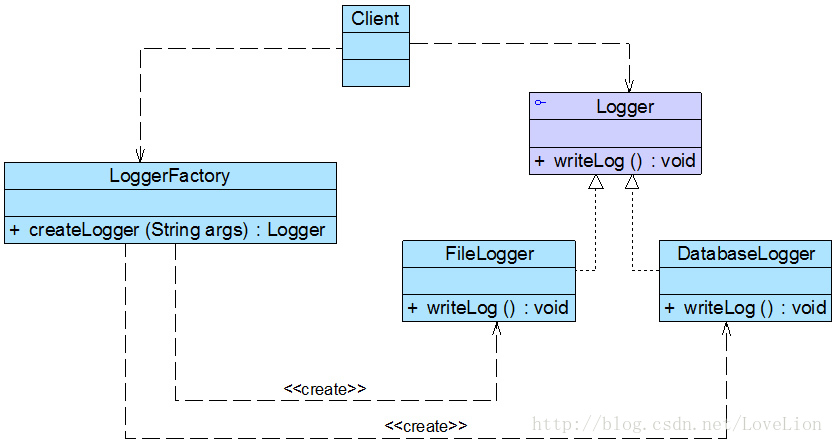 Client
Logger
+ writeLog () : void
LoggerFactory
+ createLogger (String args) : Logger
FileLogger
+ writeLog () : void
DatabaseLogger
+ writeLog () : void
<<create>>
<<create>>
http://blog.csdn.net/LoveLion